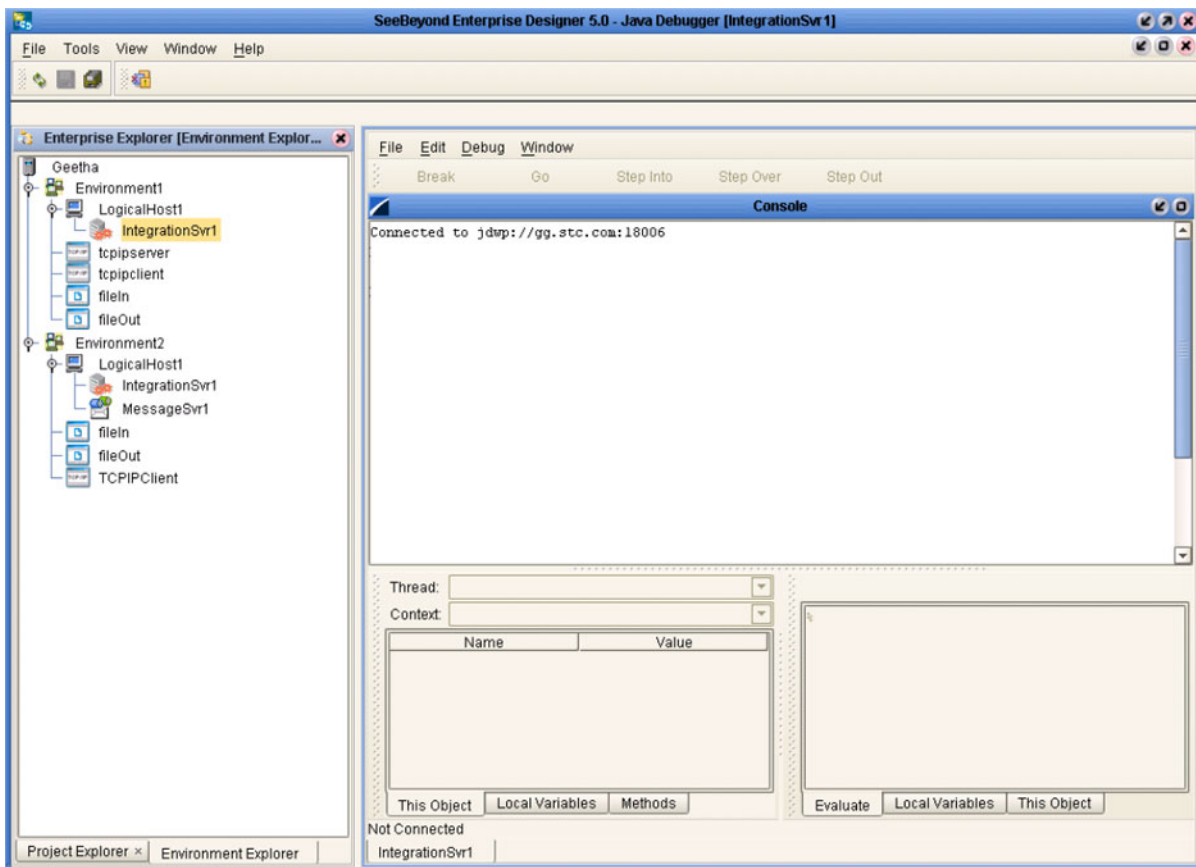 SeeBeyond Enterprise Designer 5.0 - Java Debugger [IntegrationSvr1]
File Tools View Window Help
Enterprise Explorer [Environment Explor...
Geetha
Environment1
LogicalHost1
IntegrationSvr1
tcpipserver
tcpipclient
fileIn
fileOut
Environment2
LogicalHost1
IntegrationSvr1
MessageSvr1
fileIn
fileOut
TCPIPClient
Project Explorer ×
Environment Explorer
File Edit Debug Window
Break Go Step Into Step Over Step Out
Console
Connected to jdwp://gg.stc.com:18006
Thread:
Context:
Name Value
This Object Local Variables Methods
%
Evaluate Local Variables This Object
Not Connected
IntegrationSvr1